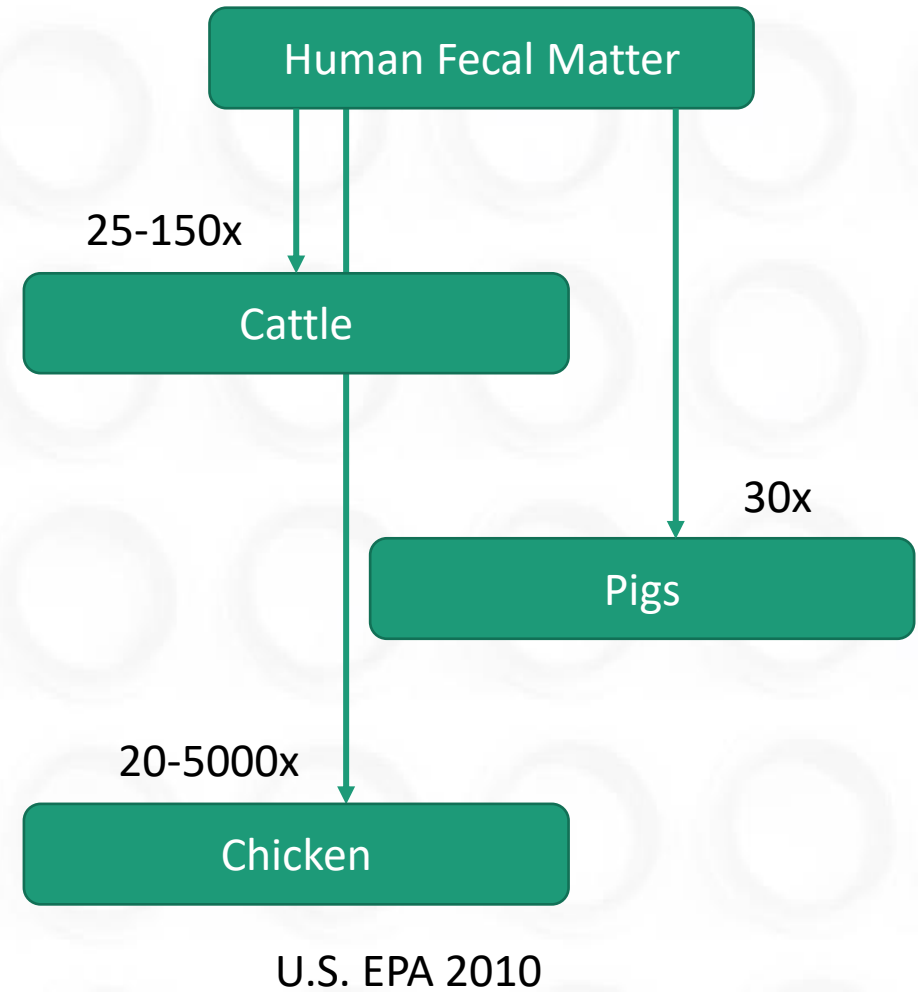 Human Fecal Matter
25-150x
Cattle
30x
Pigs
20-5000x
Chicken
U.S. EPA 2010